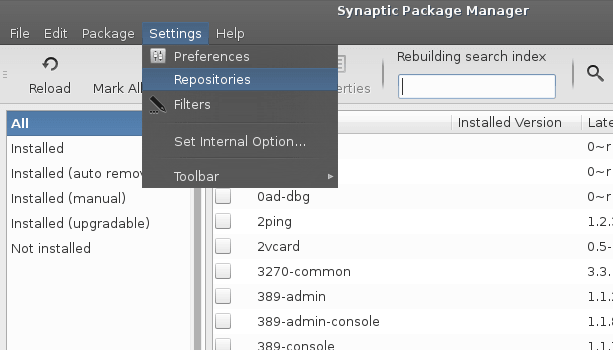 Synaptic Package Manager
File Edit Package Settings Help
Preferences
Repositories
Filters
Set Internal Option...
Toolbar
Reload
Mark All
erties
Rebuilding search index
All
Installed
Installed (auto remov
Installed (manual)
Installed (upgradable)
Not installed
Installed Version Late
0~r
0~r
0ad-dbg 0~r
2ping 1.2.
2vcard 0.5-
3270-common 3.3.
389-admin 1.1.
389-admin-console 1.1.
389-console 1.1.